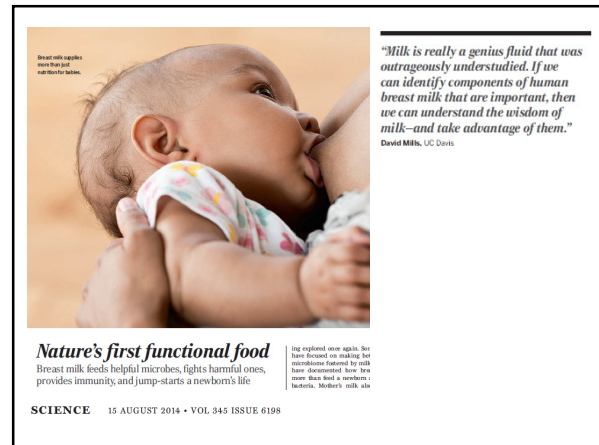 Breast milk supplies
more than just
nutrition for babies.
“Milk is really a genius fluid that was
outrageously understudied. If we
can identify components of human
breast milk that are important, then
we can understand the wisdom of
milk—and take advantage of them.”
David Mills, UC Davis
Nature’s first functional food
Breast milk feeds helpful microbes, fights harmful ones,
provides immunity, and jump-starts a newborn’s life
ing explored once again.
have focused on making
microbiome fostered by
have documented how
more than feed a newborn
bacteria. Mother’s milk
SCIENCE 15 AUGUST 2014 • VOL 345 ISSUE 6198